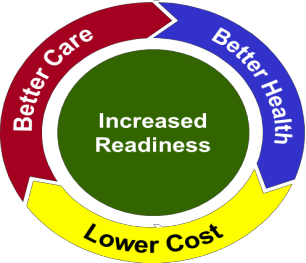 Better Care
Better Health
Increased
Readiness
Lower Cost